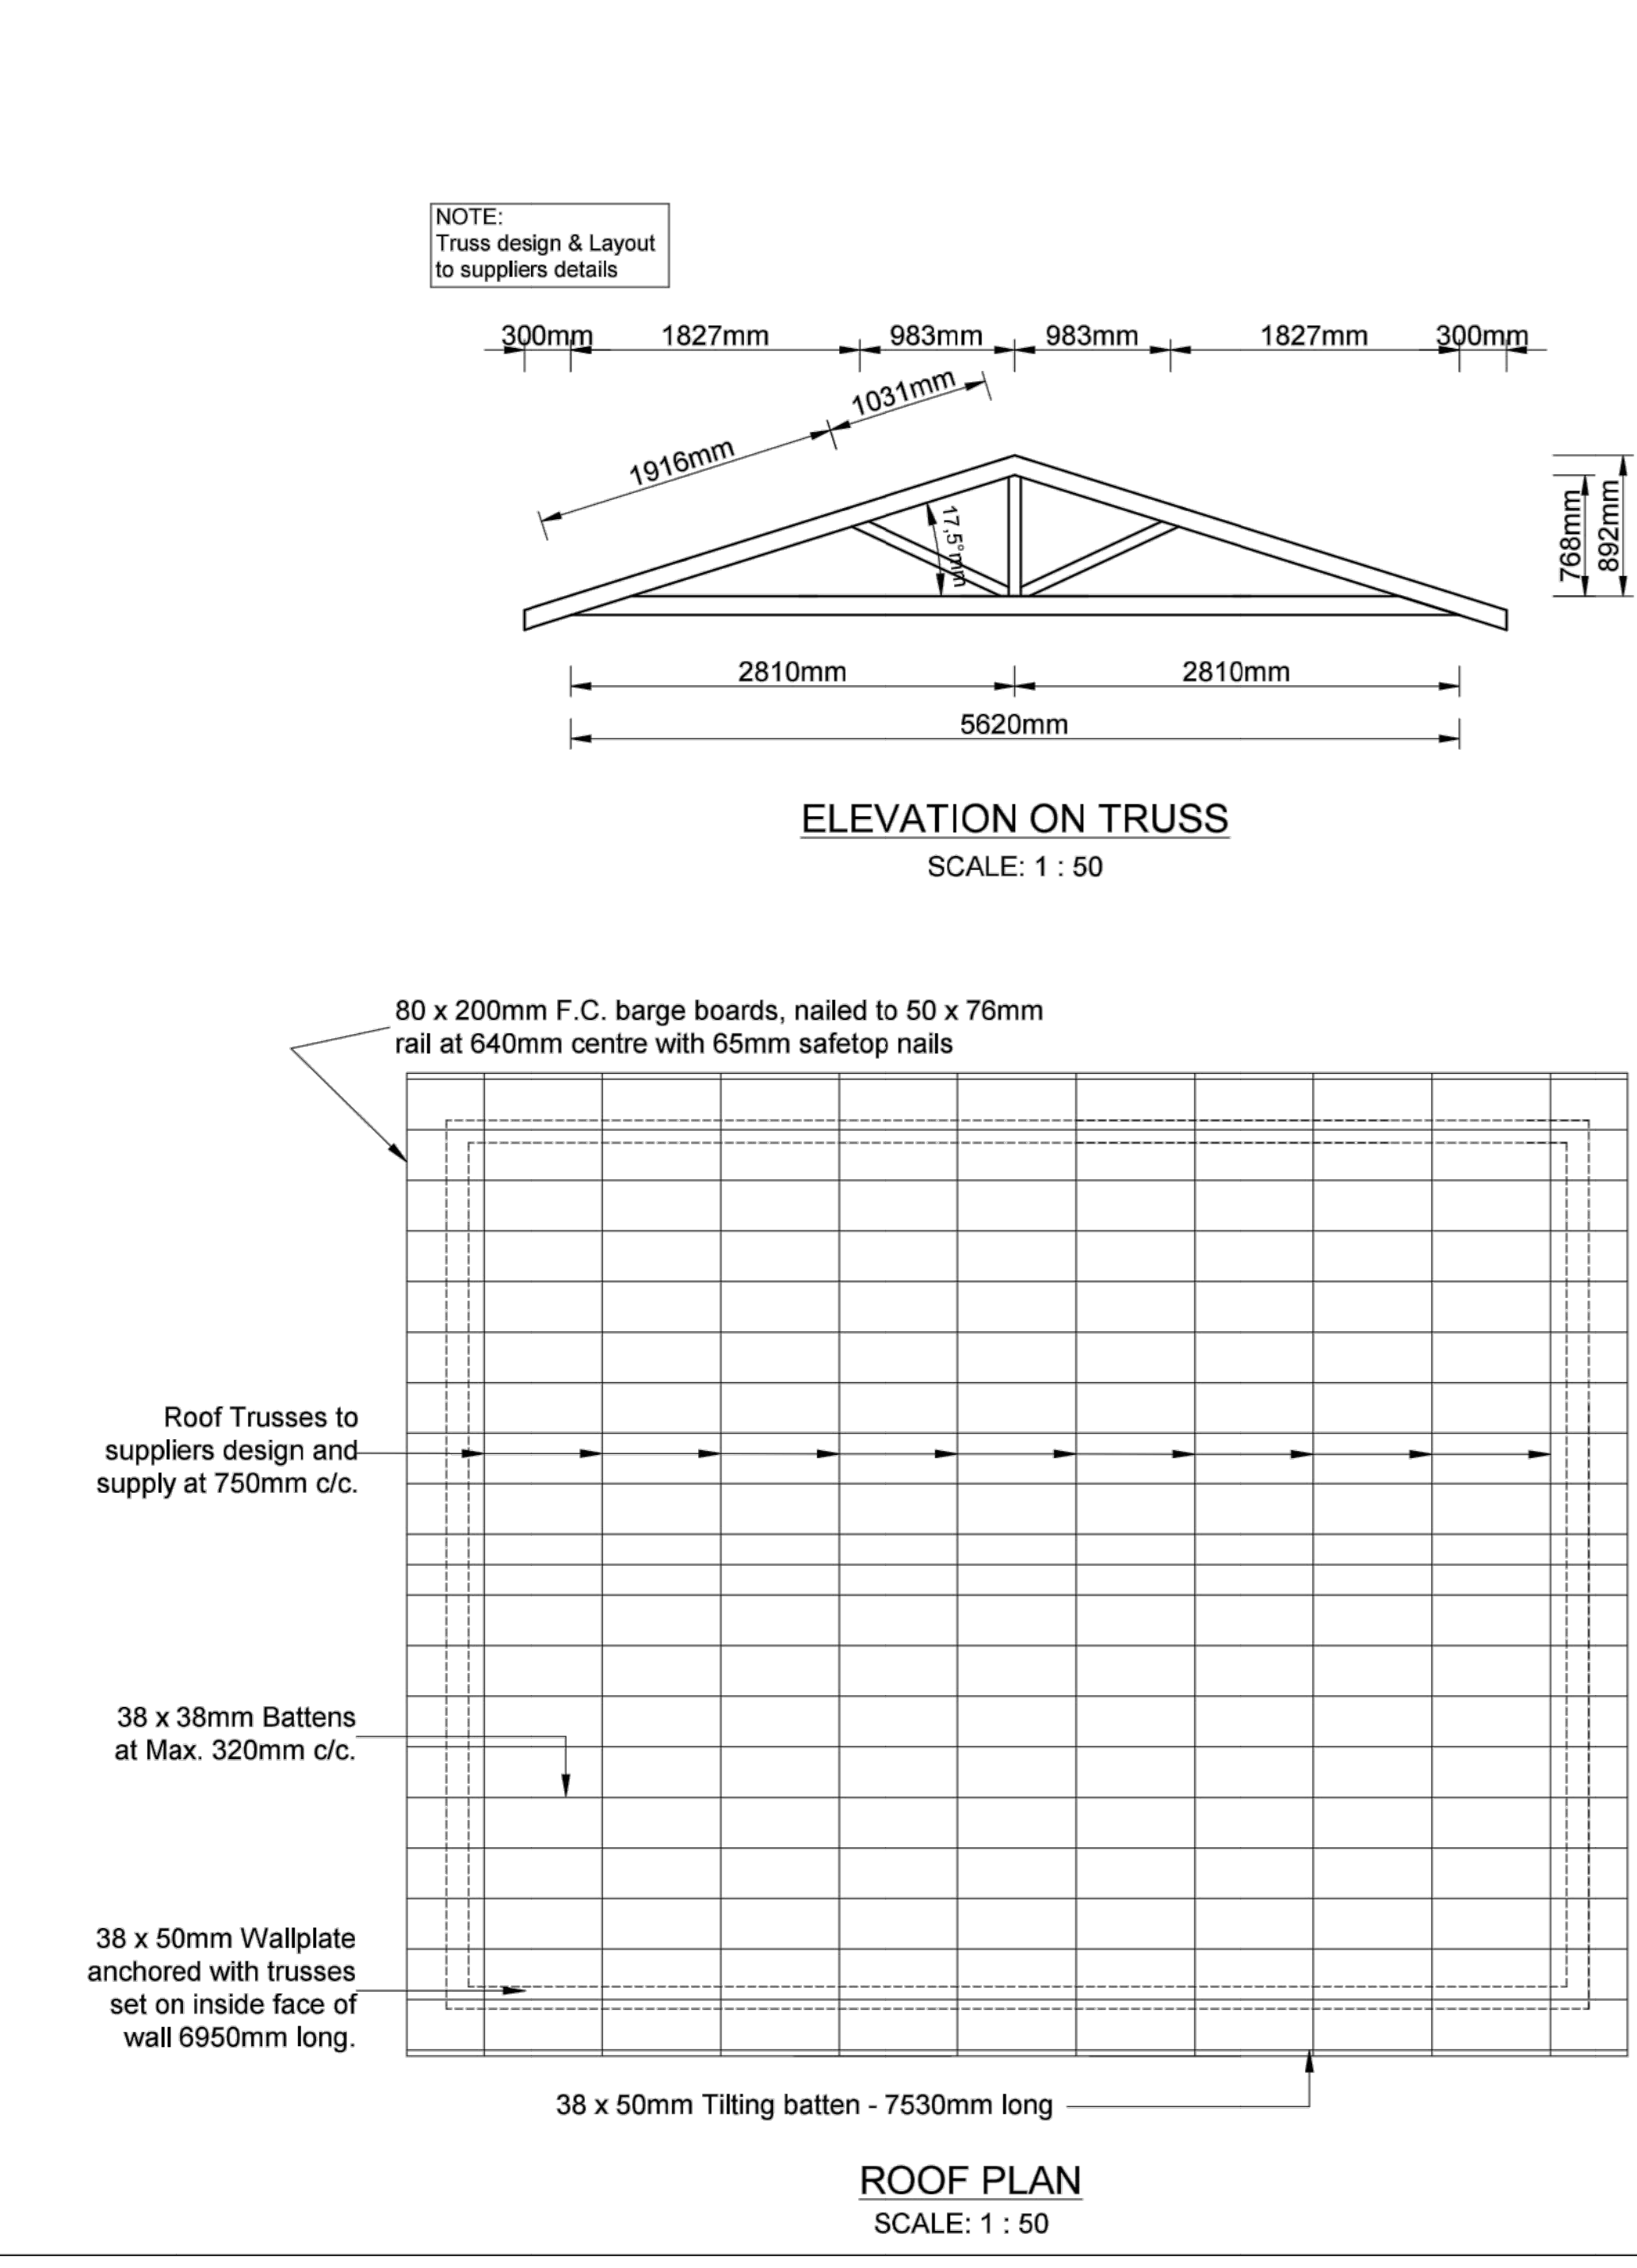 NOTE:
Truss design & Layout
to suppliers details
300mm 1827mm 983mm 983mm 1827mm 300mm
1031mm
1916mm
17,5°mm
768mm
892mm
2810mm 2810mm
5620mm
ELEVATION ON TRUSS
SCALE: 1 : 50
80 x 200mm F.C. barge boards, nailed to 50 x 76mm
rail at 640mm centre with 65mm safetop nails
Roof Trusses to
suppliers design and
supply at 750mm c/c.
38 x 38mm Battens
at Max. 320mm c/c.
38 x 50mm Wallplate
anchored with trusses
set on inside face of
wall 6950mm long.
38 x 50mm Tilting batten - 7530mm long
ROOF PLAN
SCALE: 1 : 50